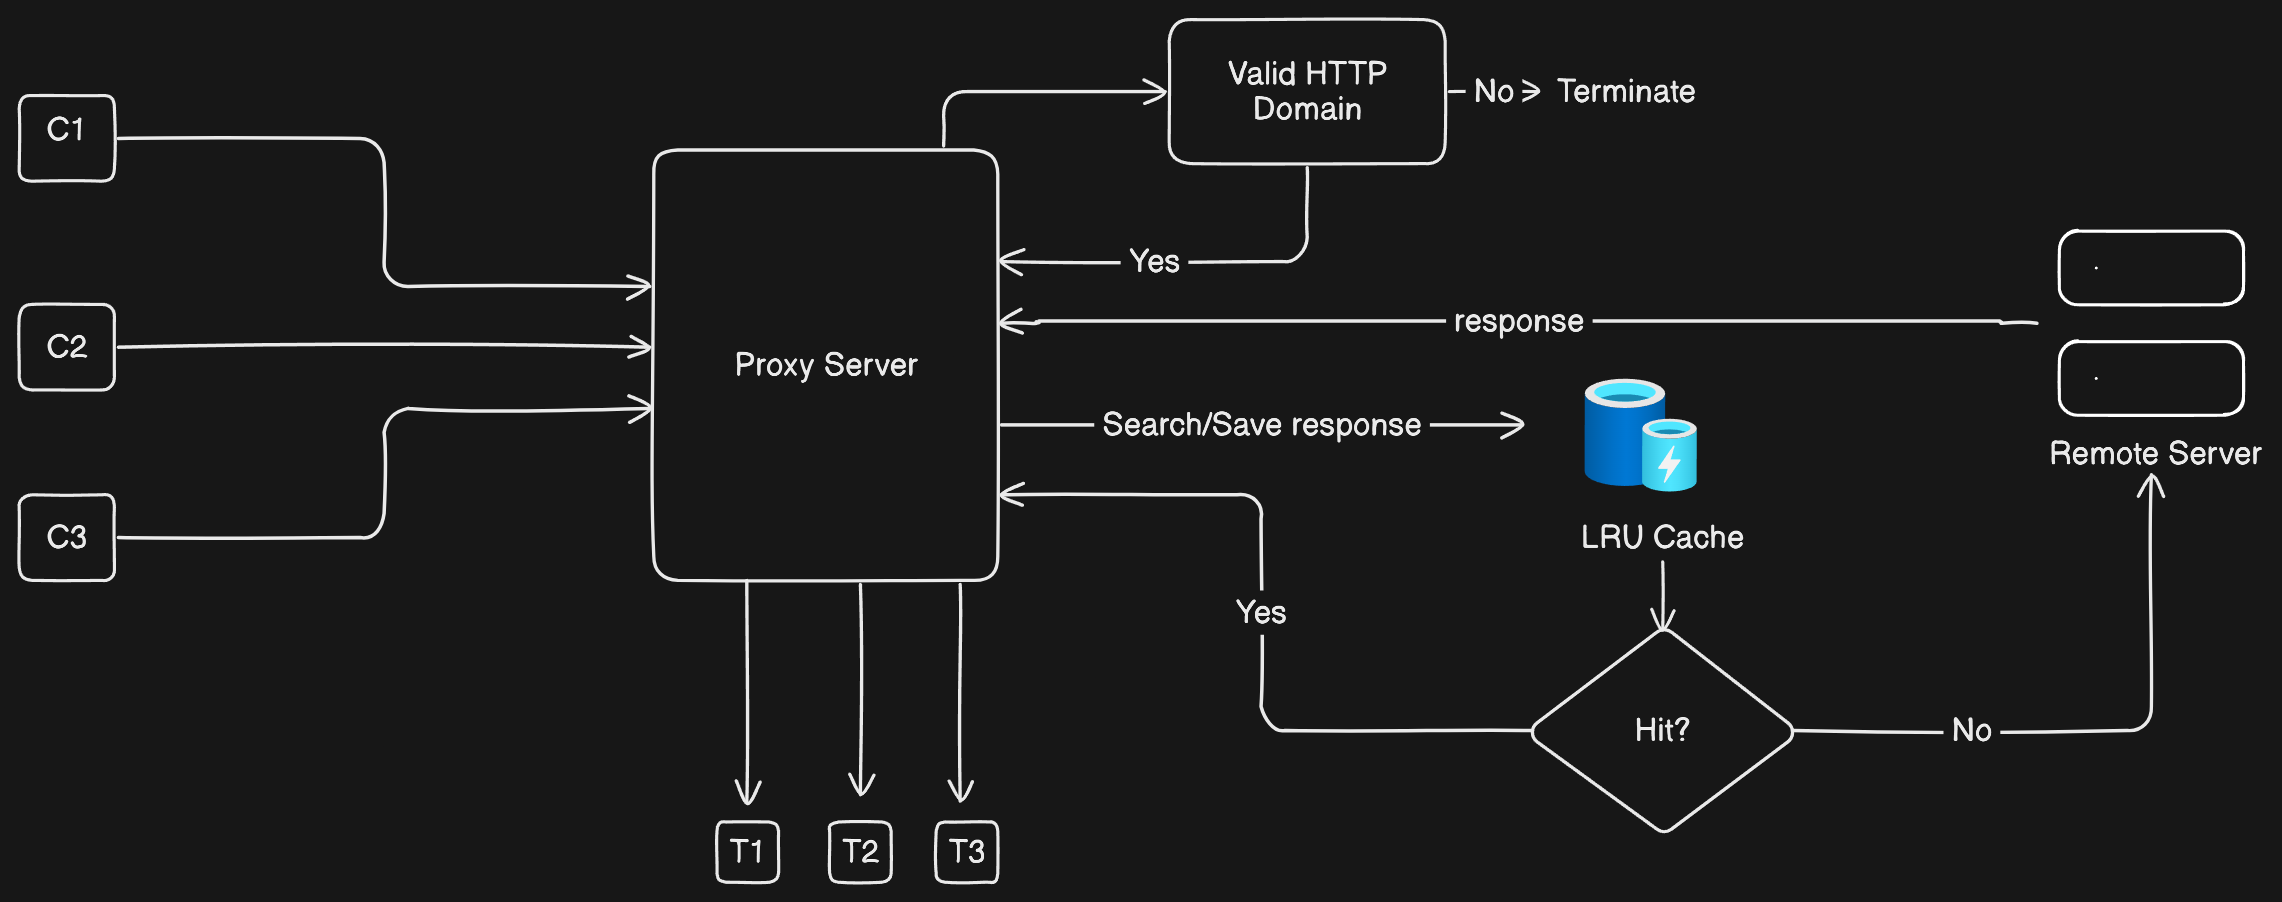 Valid HTTP
Domain
No
Terminate
C1
Yes
response
C2
Proxy Server
Search/Save response
Remote Server
C3
LRU Cache
Yes
Hit?
No
T1
T2
T3